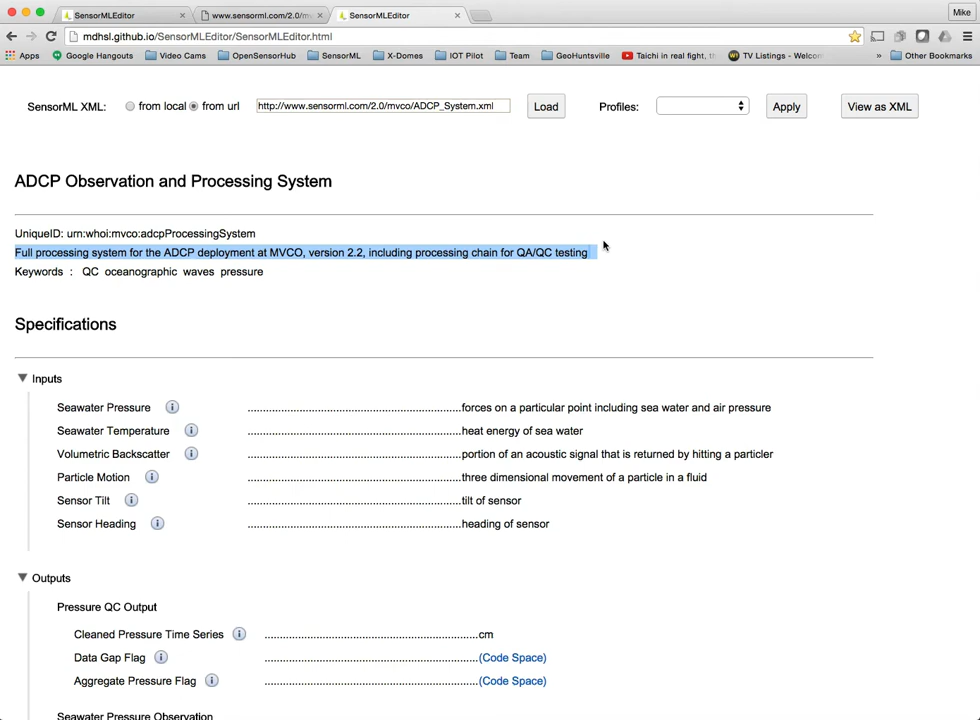 SensorMLEditor
www.sensorml.com/2.0/m
SensorMLEditor
Mike
mdhsl.github.io/SensorMLEditor/SensorMLEditor.html
Apps Google Hangouts Video Cams OpenSensorHub SensorML X-Domes IOT Pilot Team GeoHuntsville Taichi in real fight, t TV Listings - Welcom » Other Bookmarks
SensorML XML: from local from url http://www.sensorml.com/2.0/mvco/ADCP_System.xml Load Profiles: Apply View as XML
ADCP Observation and Processing System
UniqueID: urn:whoi:mvco:adcpProcessingSystem
Full processing system for the ADCP deployment at MVCO, version 2.2, including processing chain for QA/QC testing
Keywords : QC oceanographic waves pressure
Specifications
Inputs
Seawater Pressure i .......................................................................forces on a particular point including sea water and air pressure
Seawater Temperature i .......................................................................heat energy of sea water
Volumetric Backscatter i .......................................................................portion of an acoustic signal that is returned by hitting a particler
Particle Motion i .......................................................................three dimensional movement of a particle in a fluid
Sensor Tilt i .......................................................................tilt of sensor
Sensor Heading i .......................................................................heading of sensor
Outputs
Pressure QC Output
Cleaned Pressure Time Series i .......................................................................cm
Data Gap Flag i .......................................................................(Code Space)
Aggregate Pressure Flag i .......................................................................(Code Space)
Seawater Pressure Observation